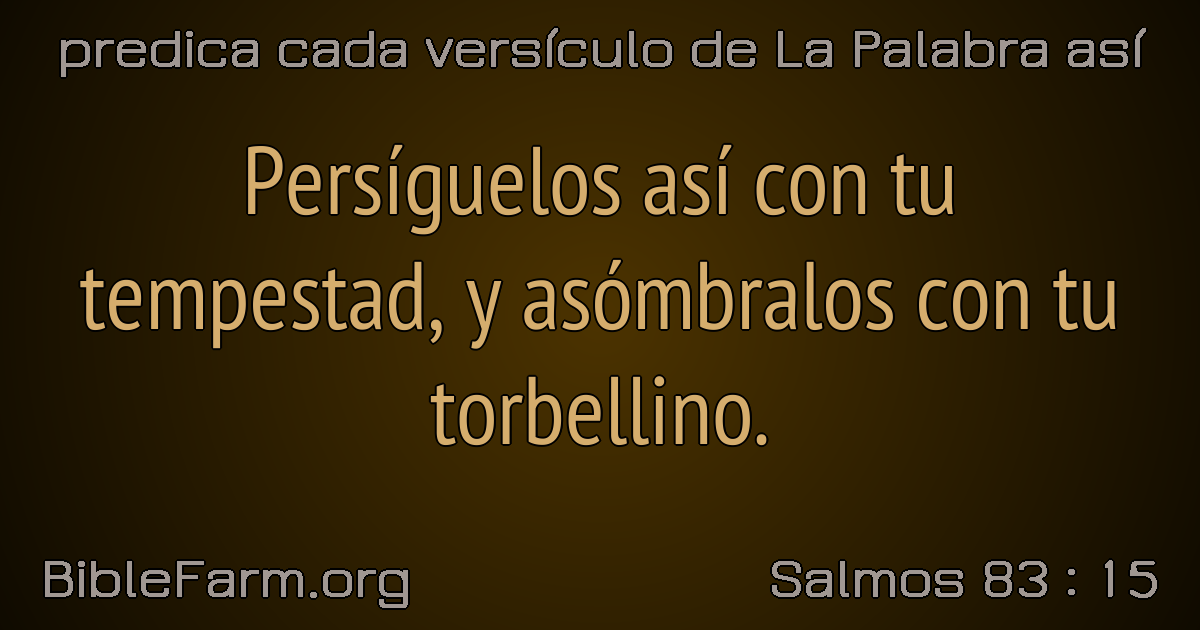 predica cada versículo de La Palabra así
Persíguelos así con tu
tempestad, y asómbralos con tu
torbellino.
BibleFarm.org
Salmos 83 : 15